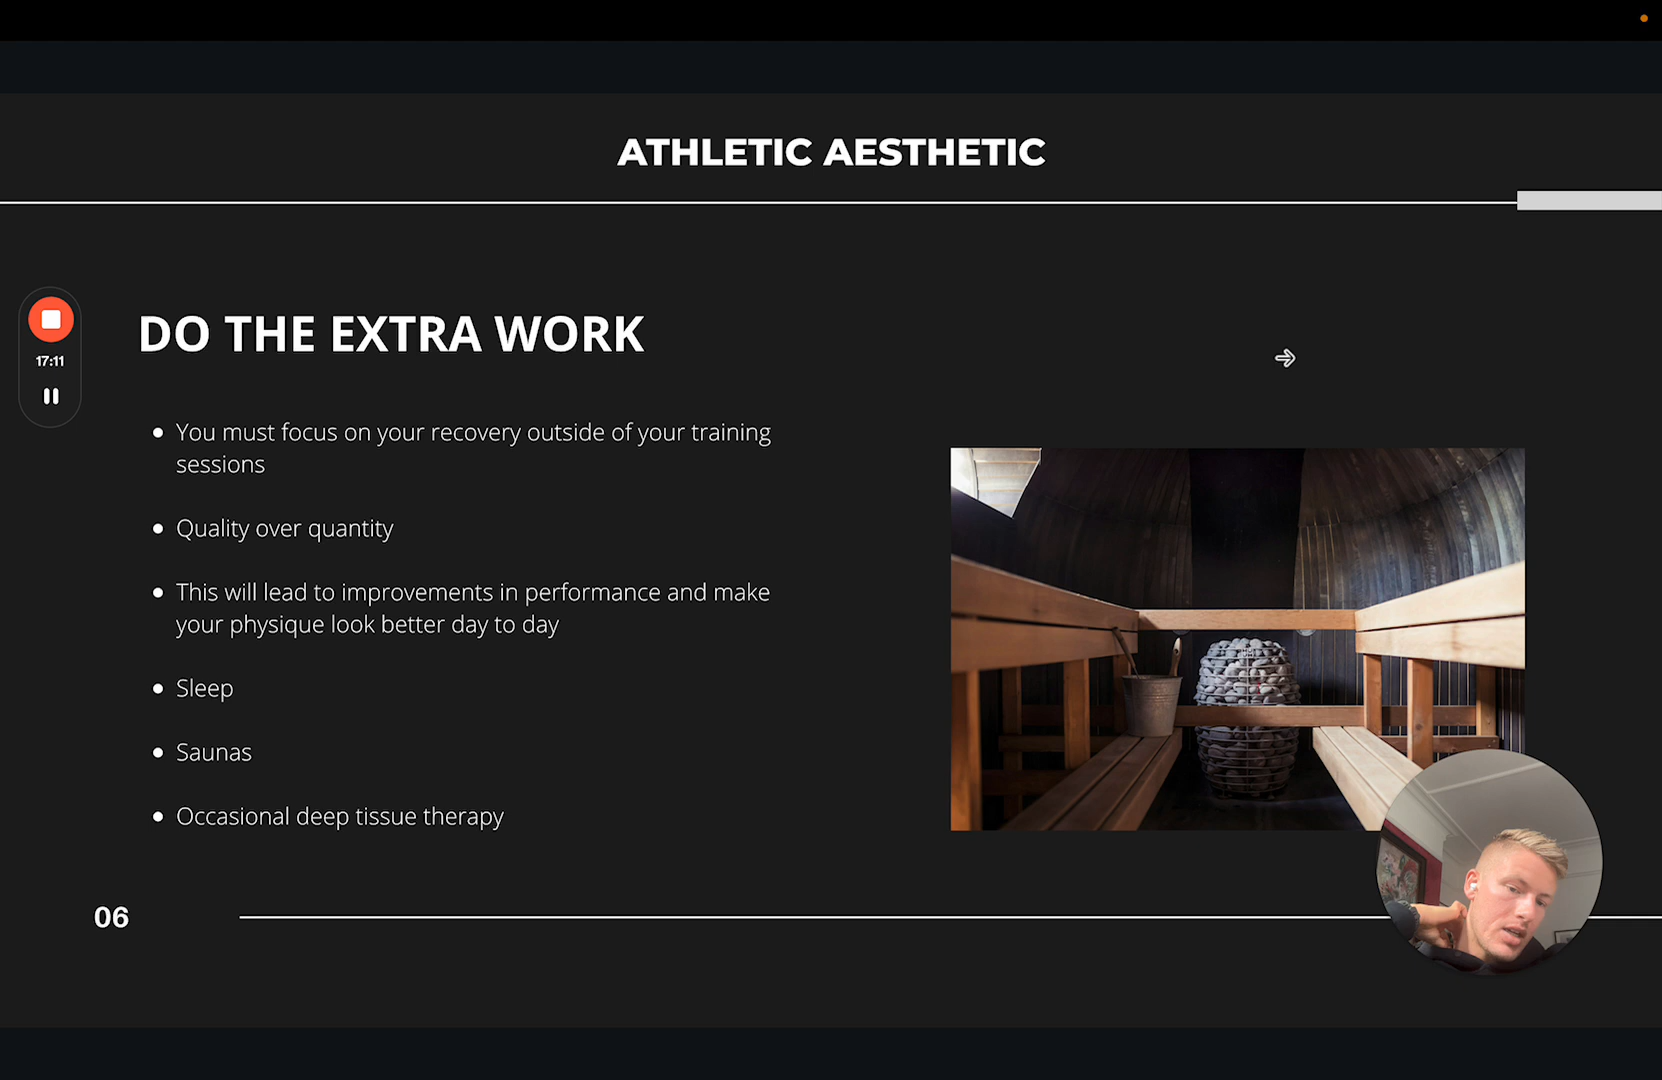 ATHLETIC AESTHETIC
17:11
DO THE EXTRA WORK
You must focus on your recovery outside of your training
sessions
Quality over quantity
This will lead to improvements in performance and make
your physique look better day to day
Sleep
Saunas
Occasional deep tissue therapy
06